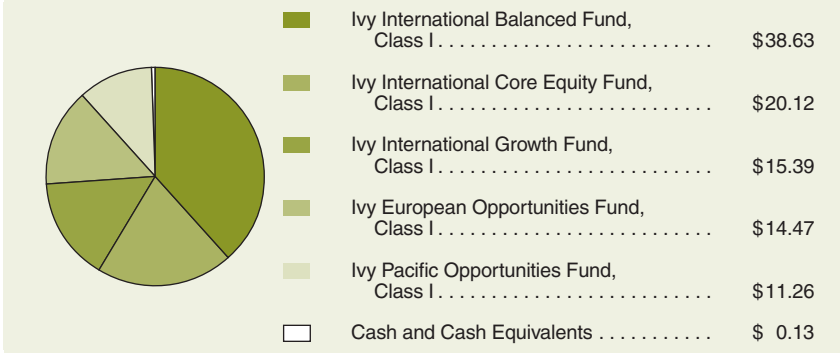 Ivy International Balanced Fund,
Class I . . . . . . . . . . . . . . . . . . . . . . . . . $38.63
Ivy International Core Equity Fund,
Class I . . . . . . . . . . . . . . . . . . . . . . . . . $20.12
Ivy International Growth Fund,
Class I . . . . . . . . . . . . . . . . . . . . . . . . . $15.39
Ivy European Opportunities Fund,
Class I . . . . . . . . . . . . . . . . . . . . . . . . . $14.47
Ivy Pacific Opportunities Fund,
Class I . . . . . . . . . . . . . . . . . . . . . . . . . $11.26
Cash and Cash Equivalents . . . . . . . . . . . $ 0.13